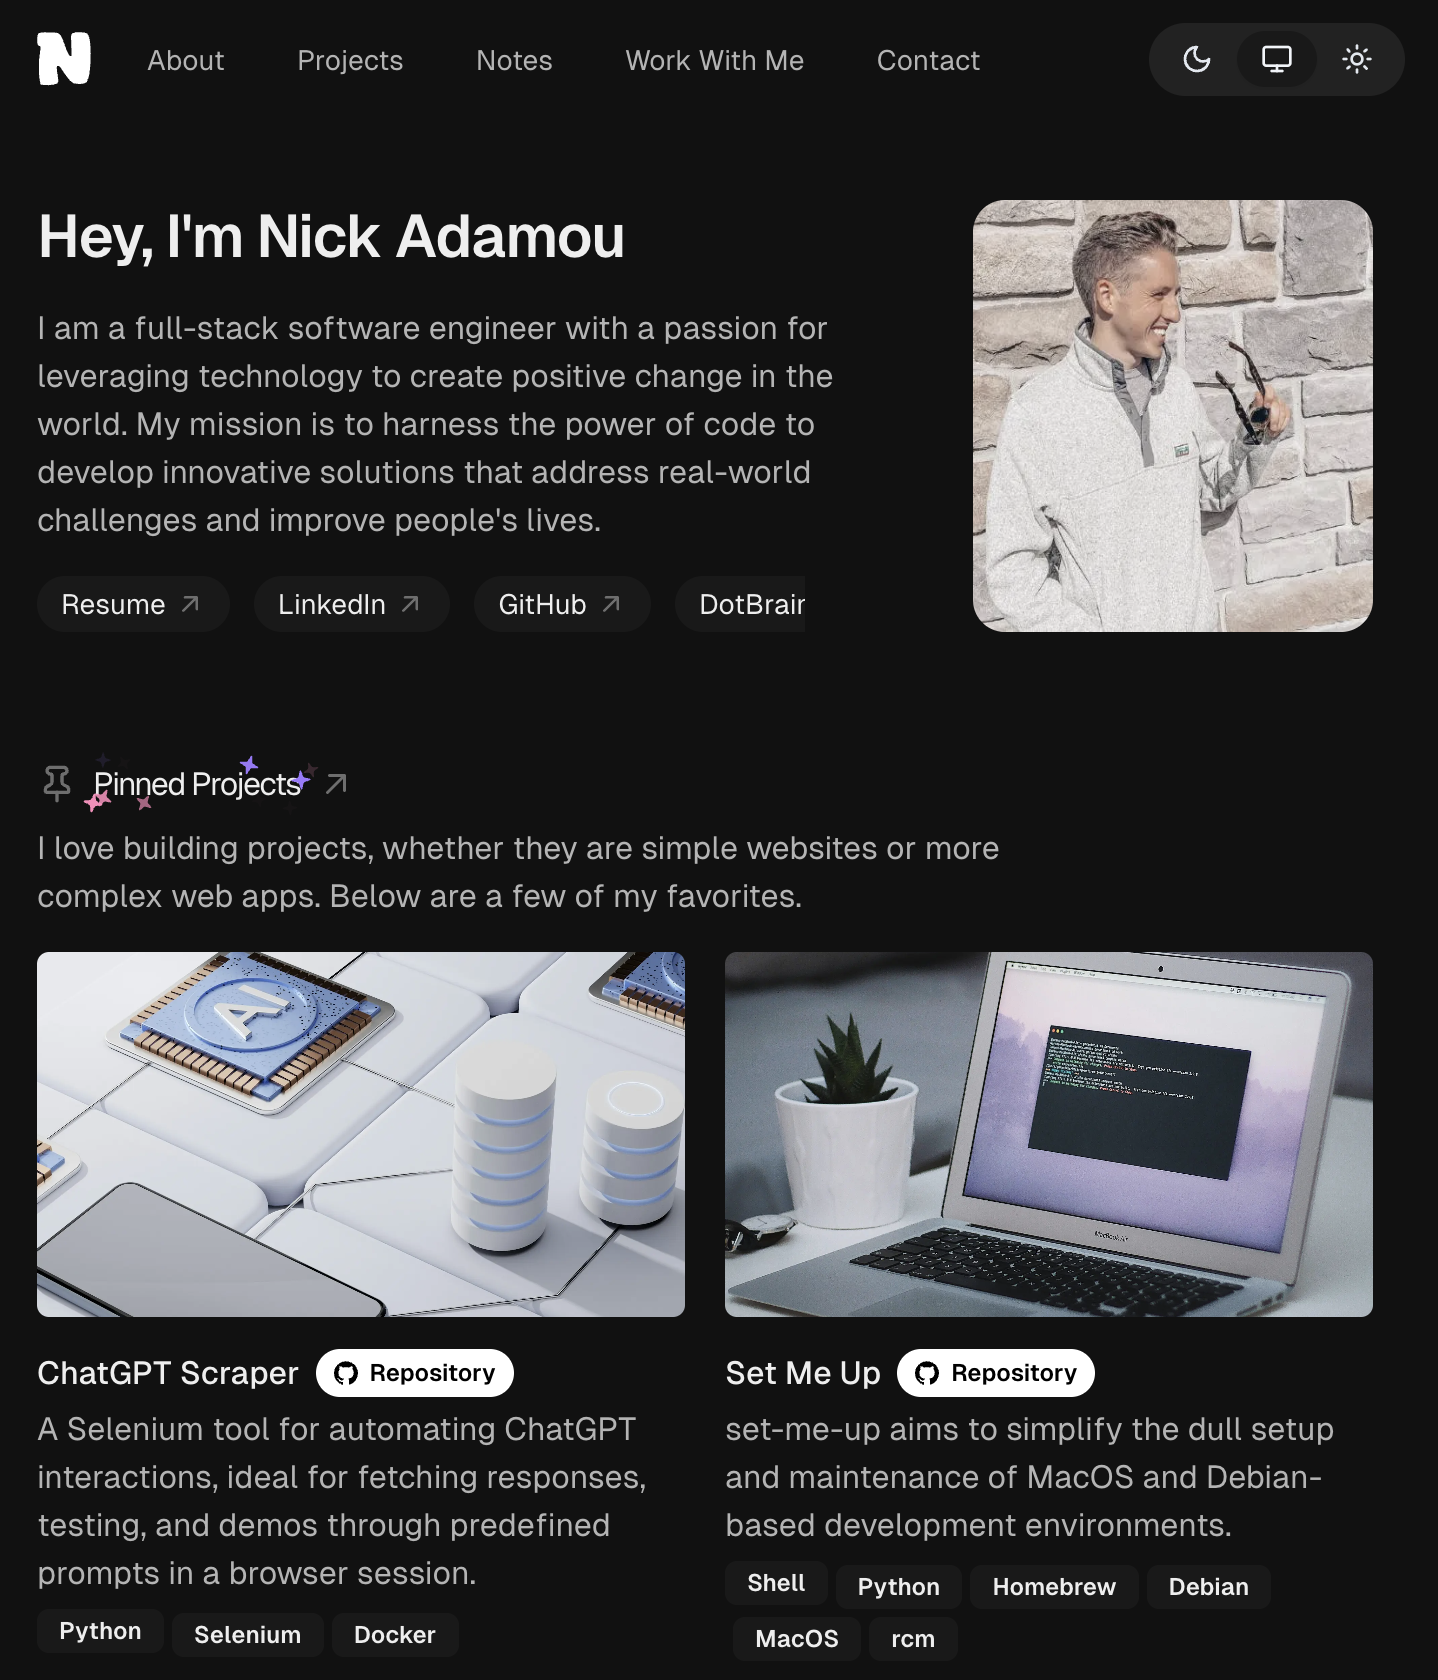 N
About Projects Notes Work With Me Contact
Hey, I'm Nick Adamou
I am a full-stack software engineer with a passion for
leveraging technology to create positive change in the
world. My mission is to harness the power of code to
develop innovative solutions that address real-world
challenges and improve people's lives.
Resume LinkedIn GitHub DotBrain
Pinned Projects
I love building projects, whether they are simple websites or more
complex web apps. Below are a few of my favorites.
AI
MacBook Air
ChatGPT Scraper Repository
A Selenium tool for automating ChatGPT
interactions, ideal for fetching responses,
testing, and demos through predefined
prompts in a browser session.
Python Selenium Docker
Set Me Up Repository
set-me-up aims to simplify the dull setup
and maintenance of MacOS and Debian-
based development environments.
Shell Python Homebrew Debian
MacOS rcm